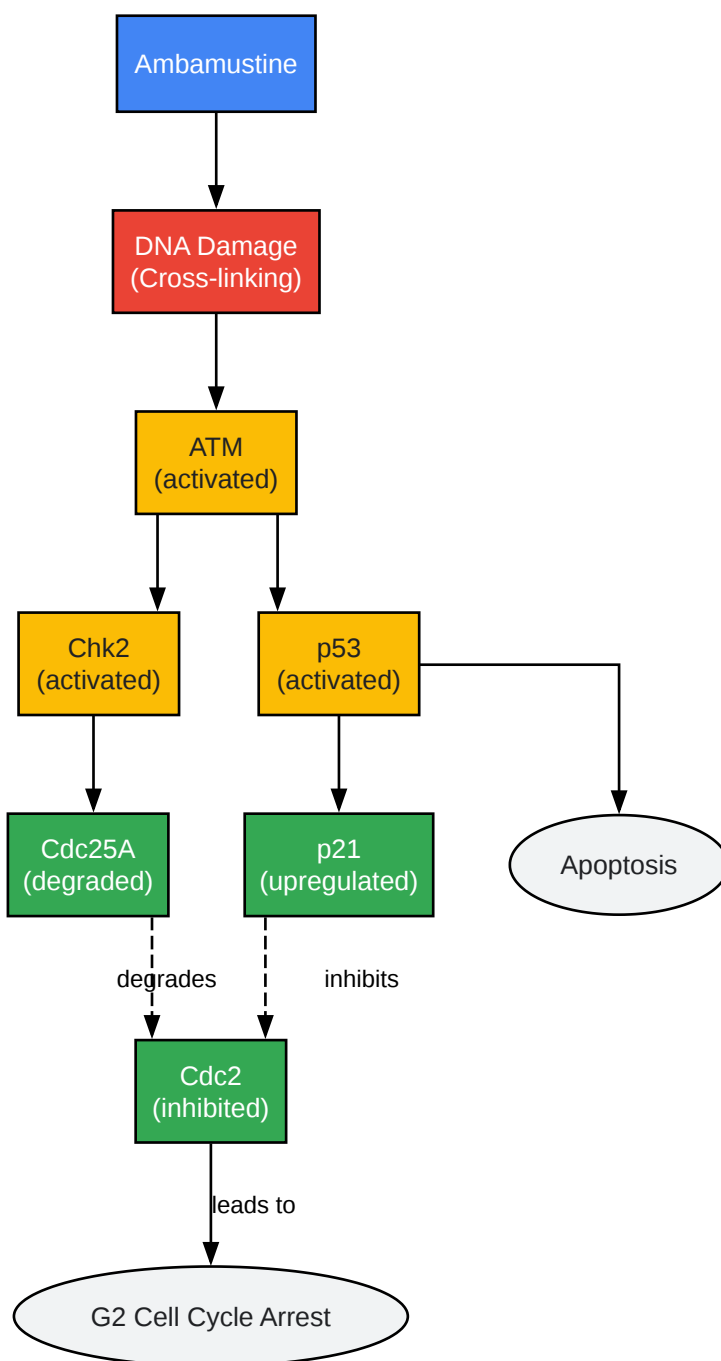 Ambamustine
DNA Damage
(Cross-linking)
ATM
(activated)
Chk2
(activated)
p53
(activated)
Cdc25A
(degraded)
p21
(upregulated)
Apoptosis
degrades
inhibits
Cdc2
(inhibited)
leads to
G2 Cell Cycle Arrest